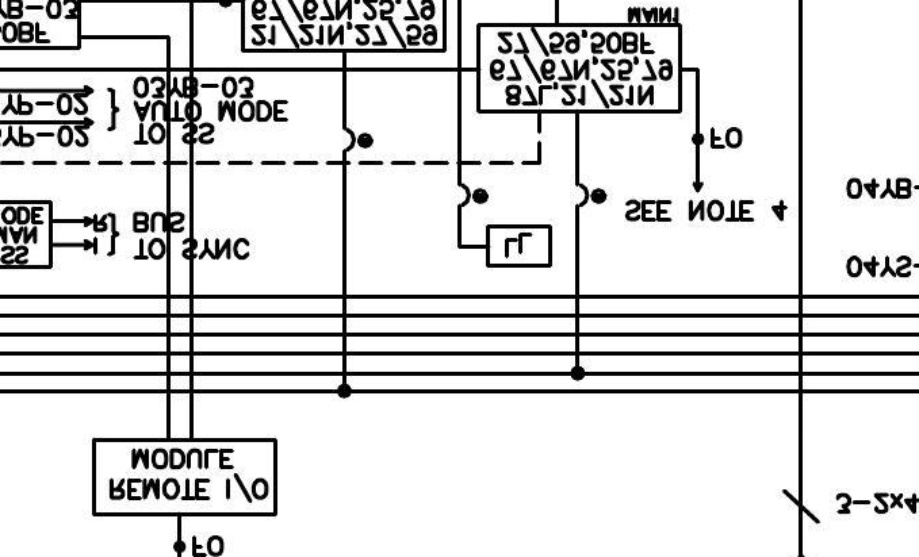 FO
REMOTE I/O
MODULE
3-2x4
TO SYNC
BUS
I
R
SS
MAN
ODE
LL
04YS-
04YB-
SEE NOTE 4
FO
TO SS
AUTO MODE
03YB-03
YP-02
YP-02
87L,21/21N
67/67N,25,79
27/59,50BF
MAIN1
21/21N,27/59
67/67N,25,79
0BF
YB-03